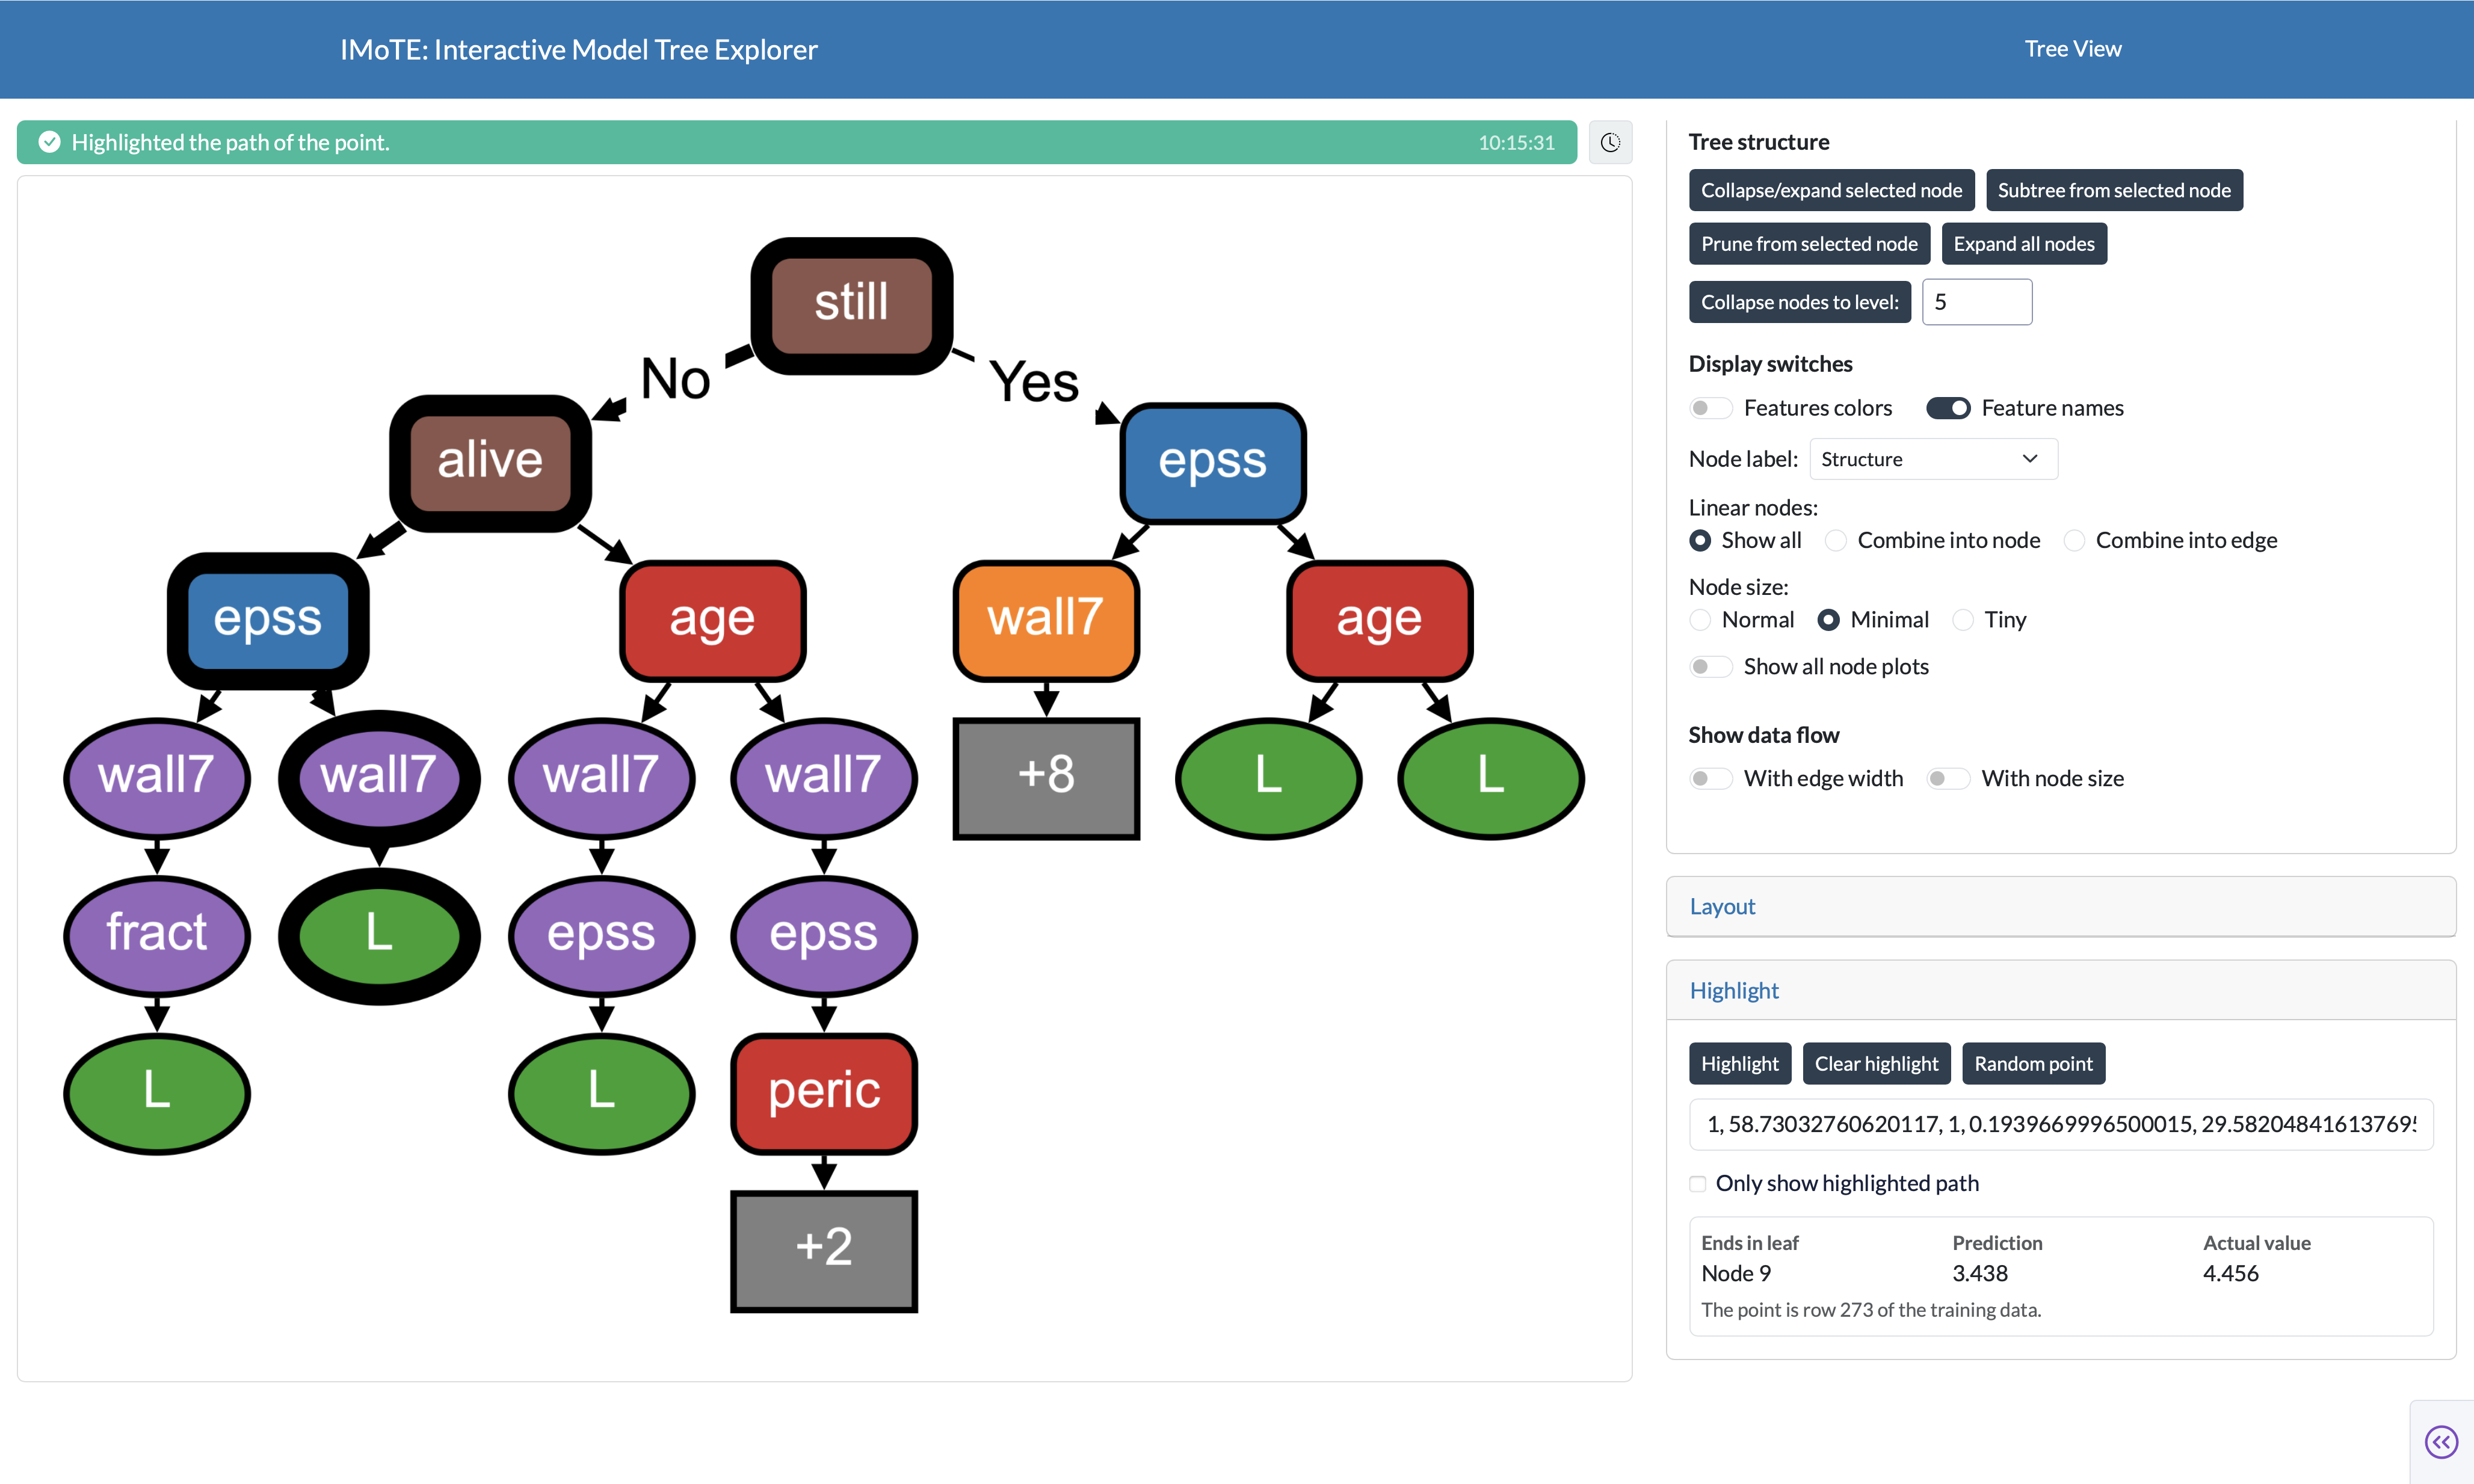 IMoTE: Interactive Model Tree Explorer
Tree View
Highlighted the path of the point.
10:15:31
still
No
Yes
alive
epss
epss
age
wall7
age
wall7
wall7
wall7
wall7
+8
L
L
fract
L
epss
epss
L
L
peric
+2
Tree structure
Collapse/expand selected node
Subtree from selected node
Prune from selected node
Expand all nodes
Collapse nodes to level:
5
Display switches
Features colors
Feature names
Node label:
Structure
Linear nodes:
Show all
Combine into node
Combine into edge
Node size:
Normal
Minimal
Tiny
Show all node plots
Show data flow
With edge width
With node size
Layout
Highlight
Highlight
Clear highlight
Random point
1, 58.73032760620117, 1, 0.1939669996500015, 29.582048416137695
Only show highlighted path
Ends in leaf
Prediction
Actual value
Node 9
3.438
4.456
The point is row 273 of the training data.